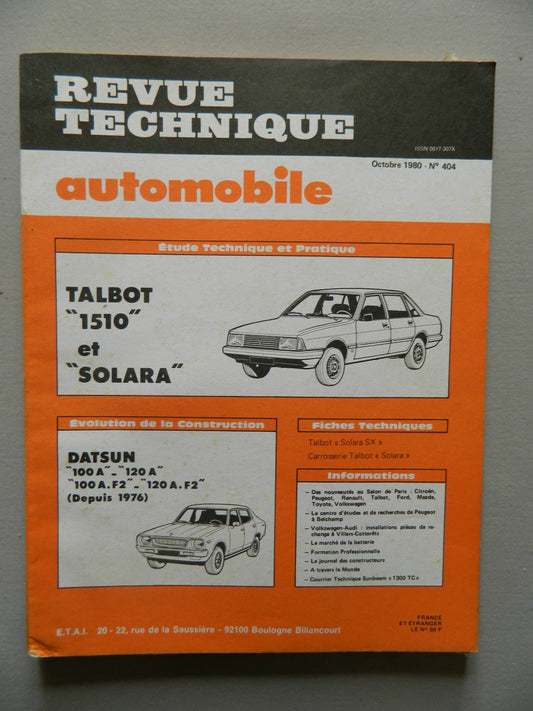 REVUE
TECHNIQUE
ISSN 0017-307X
Octobre 1980 - N° 404
automobile
Étude Technique et Pratique
TALBOT
"1510"
et
"SOLARA"
Évolution de la Construction
DATSUN
"100 A" - "120 A"
"100 A.F2" - "120 A.F2"
(Depuis 1976)
Fiches Techniques
Talbot « Solara SX »
Carrosserie Talbot « Solara »
Informations
— Des nouveautés au Salon de Paris : Citroën,
Peugeot, Renault, Talbot, Ford, Mazda,
Toyota, Volkswagen
— Le centre d'études et de recherches de Peugeot
à Belchamp
— Volkswagen-Audi : installations pièces de re-
change à Villers-Cotterêts
— Le marché de la batterie
— Formation Professionnelle
— Le journal des constructeurs
— A travers le Monde
— Courrier Technique Sunbeam « 1300 TC »
E.T.A.I. 20 - 22, rue de la Saussière - 92100 Boulogne Billancourt
FRANCE
ET ÉTRANGER
LE N° 50 F